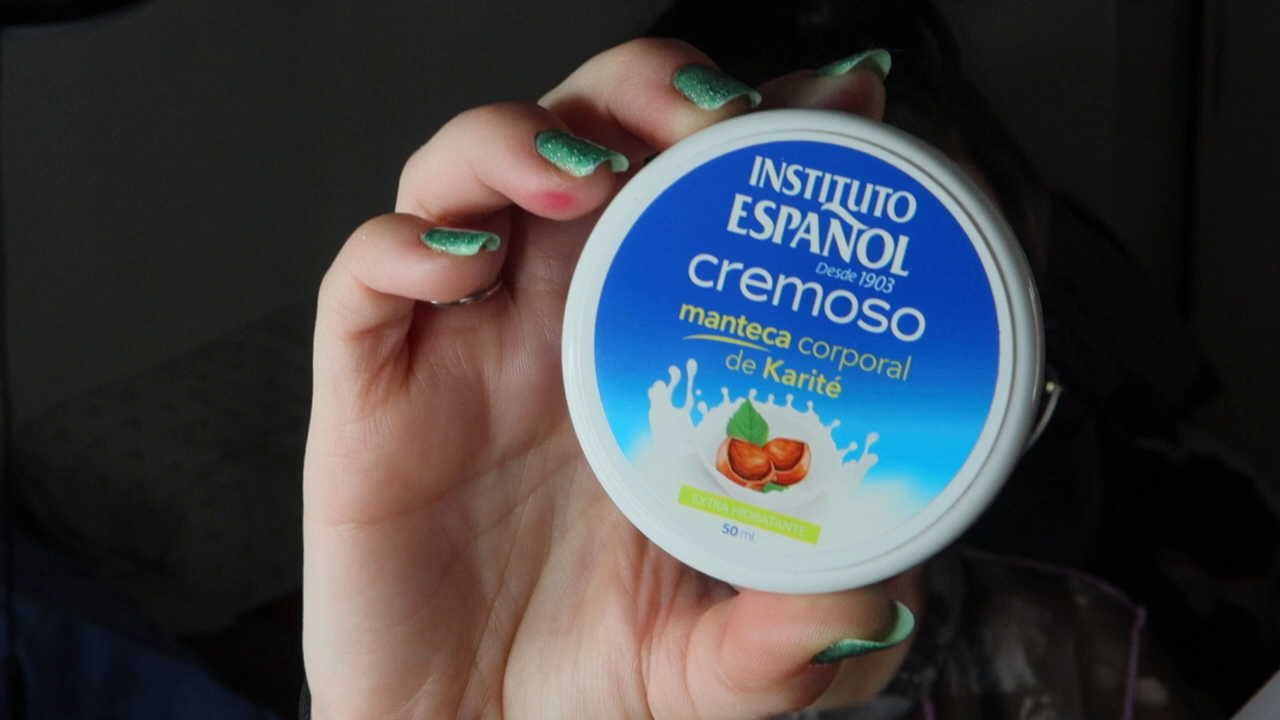 INSTITUTO
ESPAÑOL
Desde 1903
cremoso
manteca corporal
de Karité
EXTRA HIDRATANTE
50 ml